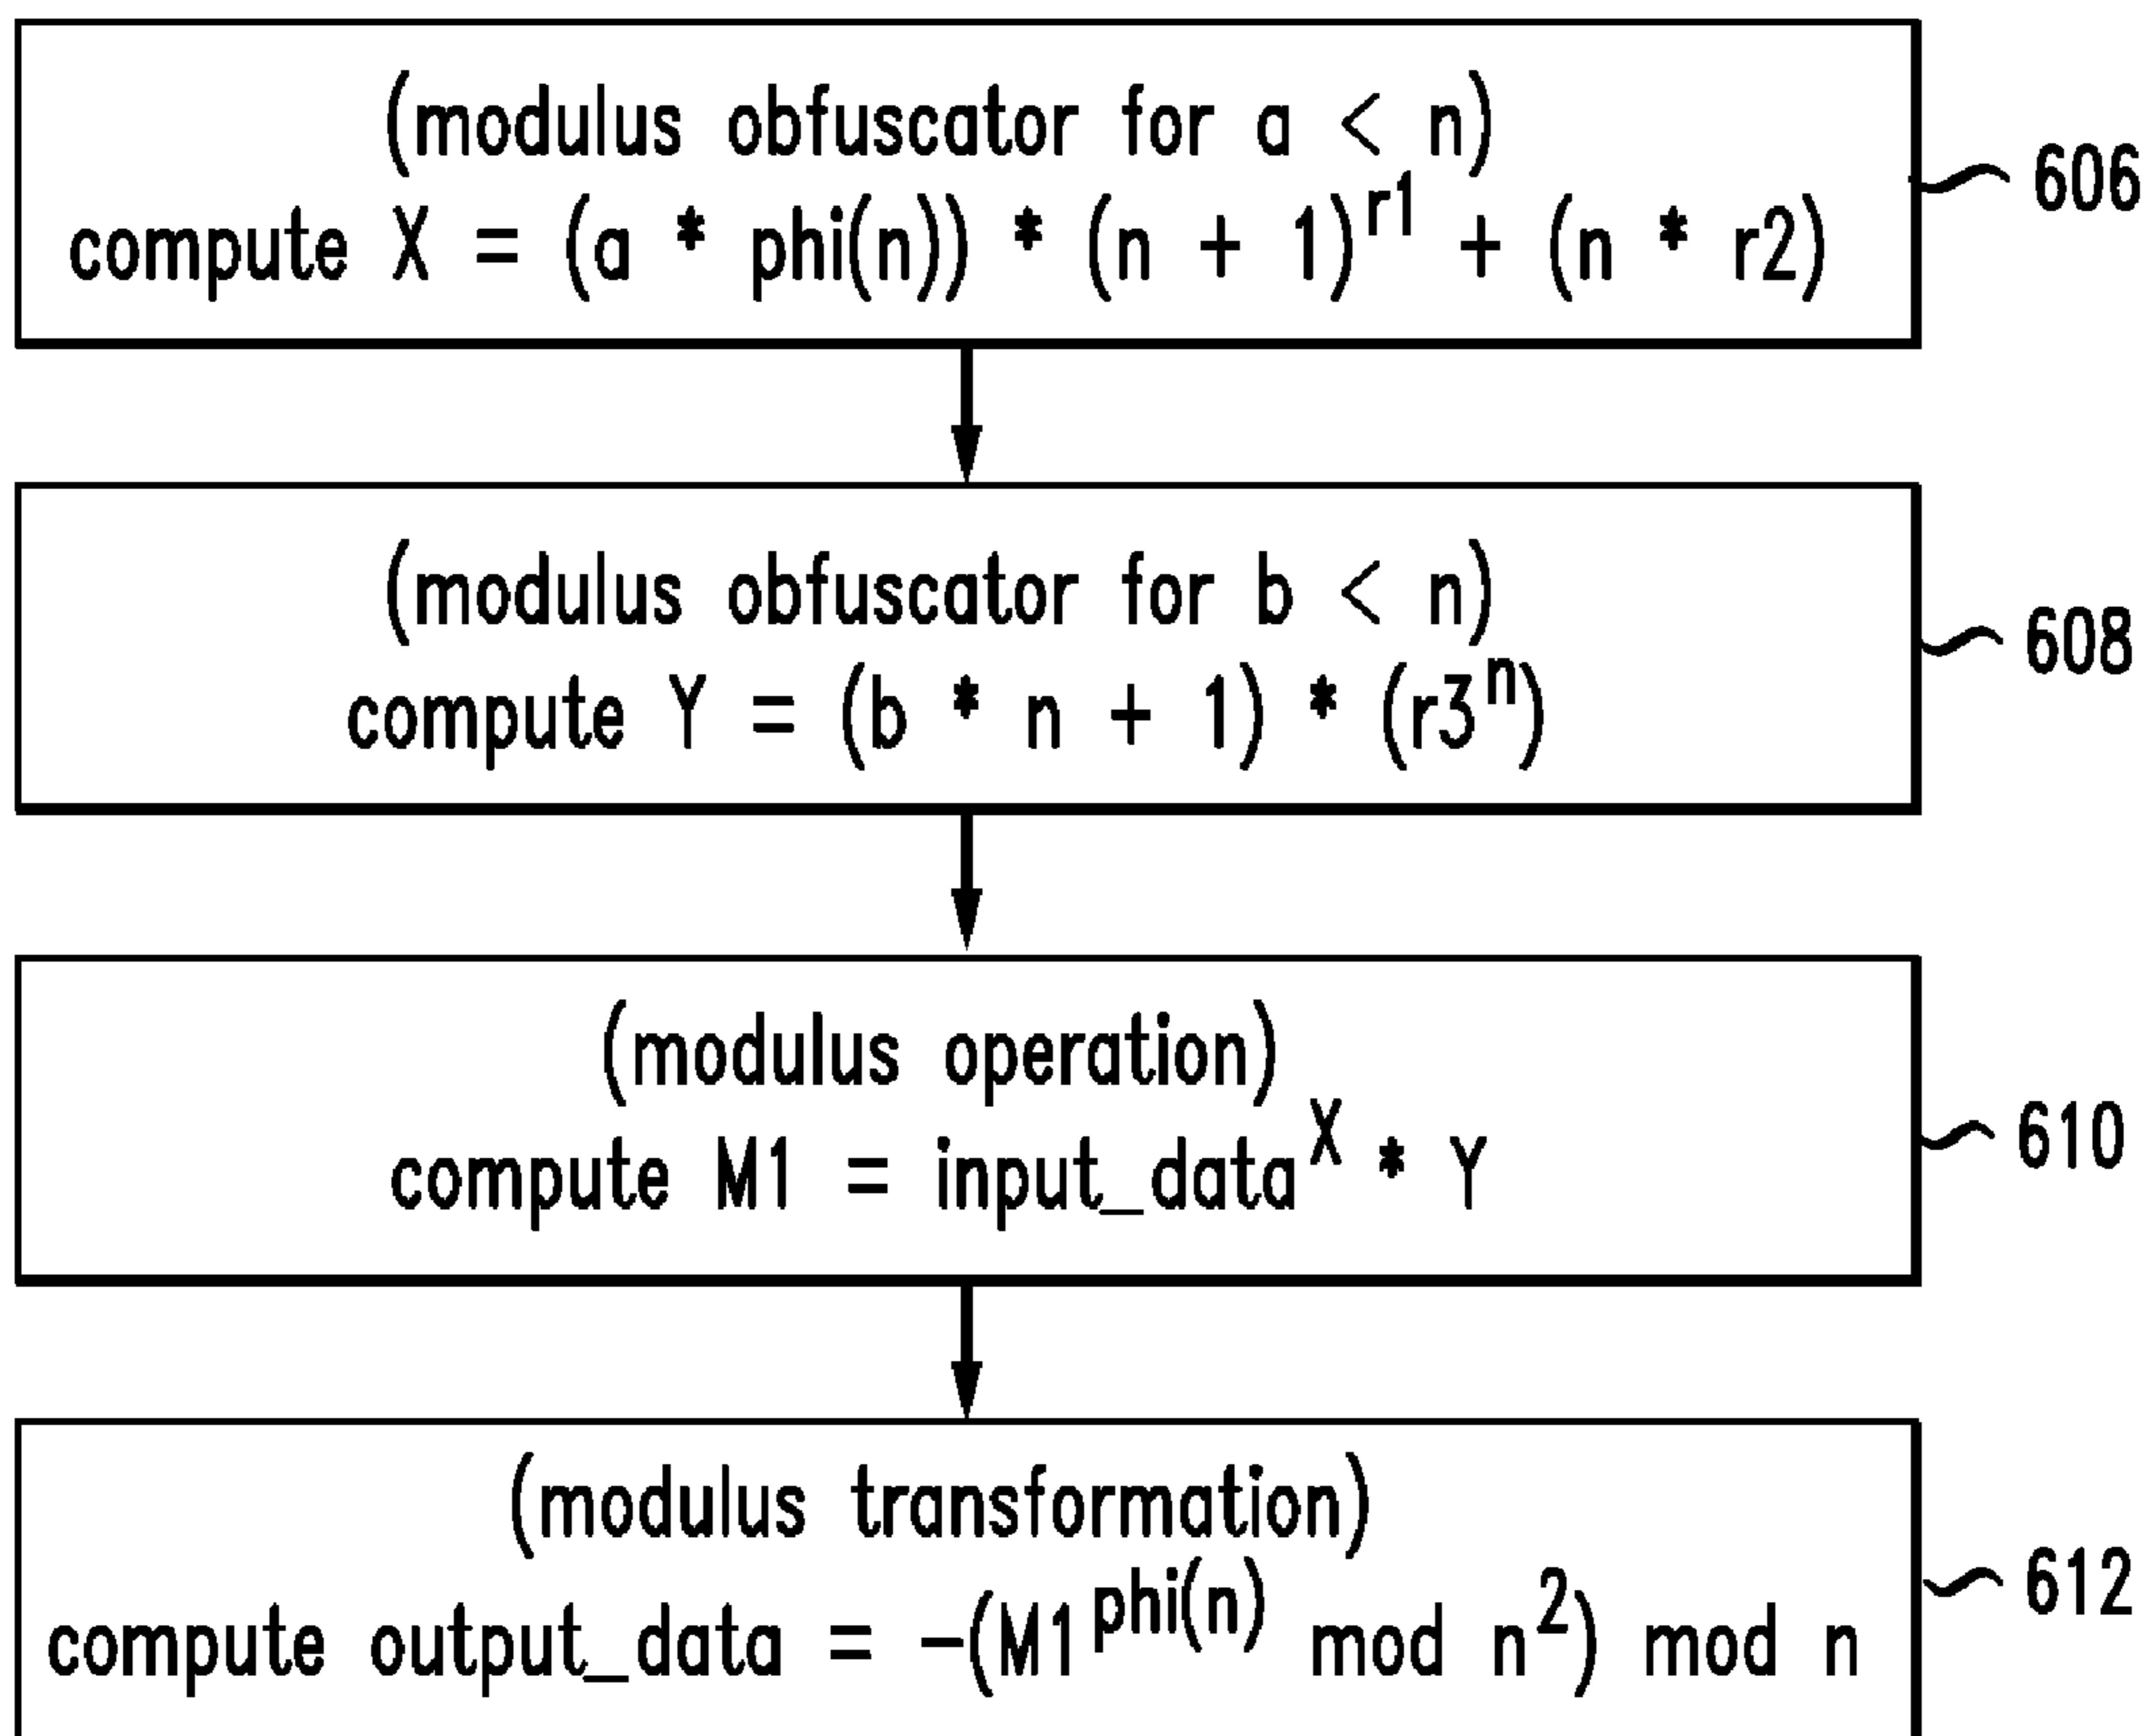 (modulus obfuscator for a < n)
compute X = (a * phi(n)) * (n + 1)^r1 + (n * r2)
606
(modulus obfuscator for b < n)
compute Y = (b * n + 1) * (r3^n)
608
(modulus operation)
compute M1 = input_data^X * Y
610
(modulus transformation)
compute output_data = -(M1^phi(n) mod n^2) mod n
612